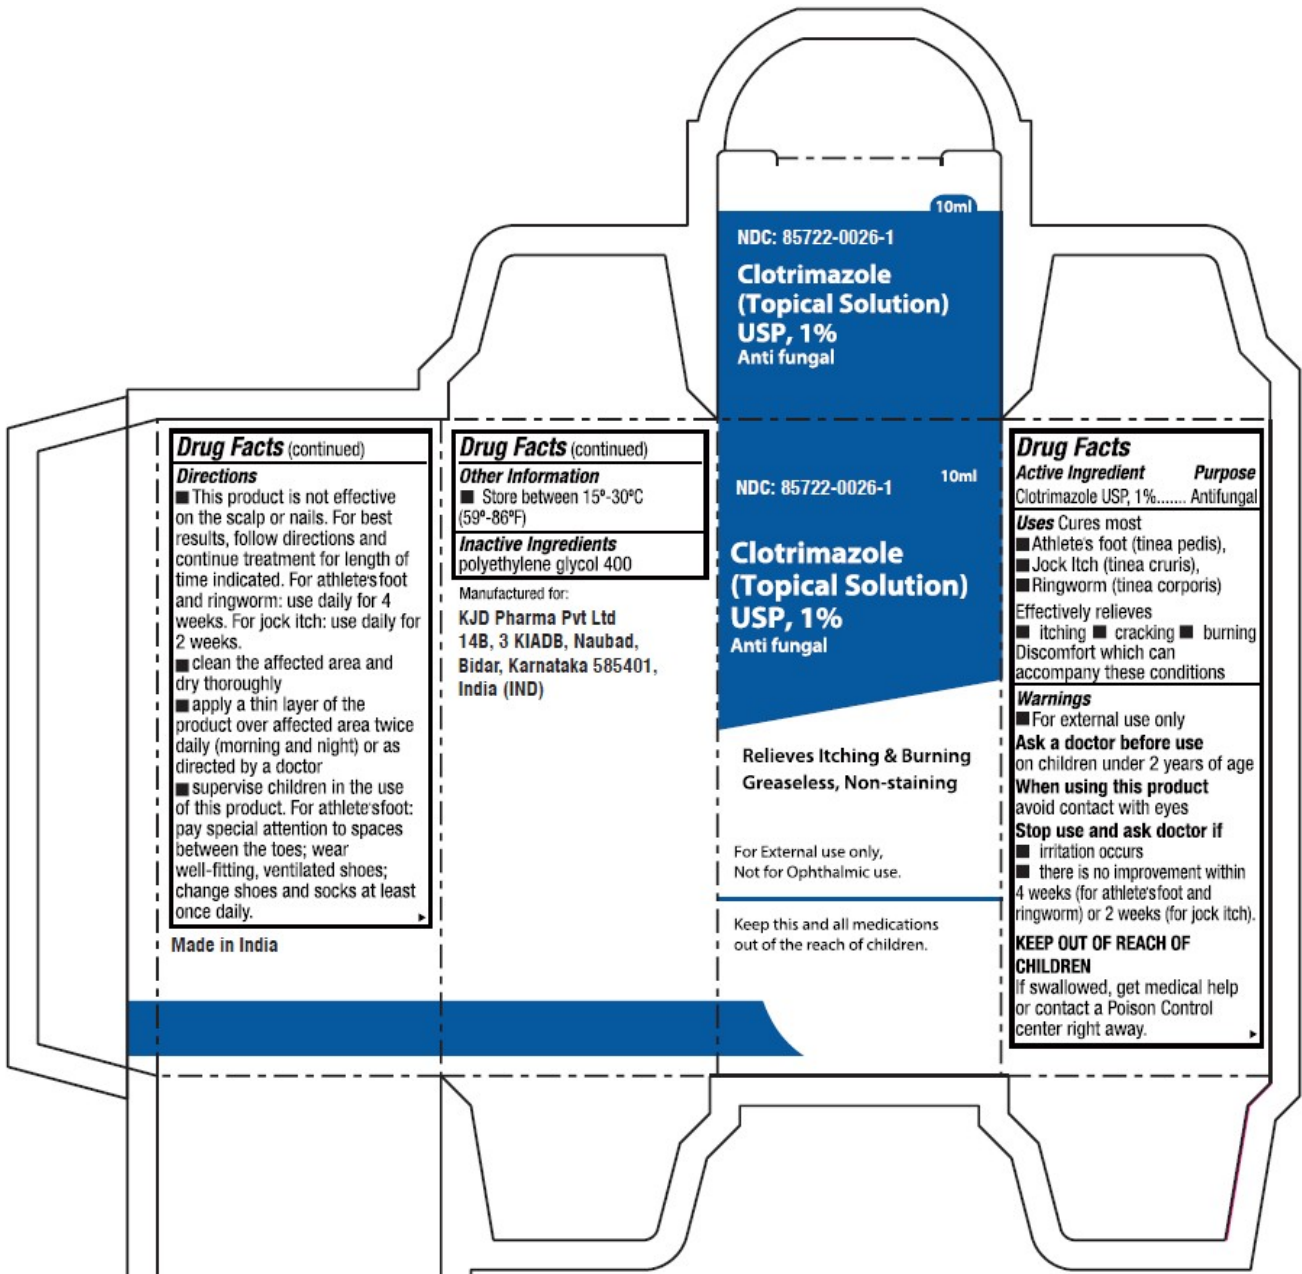 10ml
NDC: 85722-0026-1
Clotrimazole
(Topical Solution)
USP, 1%
Anti fungal
Drug Facts (continued)
Directions
■ This product is not effective
on the scalp or nails. For best
results, follow directions and
continue treatment for length of
time indicated. For athlete's foot
and ringworm: use daily for 4
weeks. For jock itch: use daily for
2 weeks.
■ clean the affected area and
dry thoroughly
■ apply a thin layer of the
product over affected area twice
daily (morning and night) or as
directed by a doctor
■ supervise children in the use
of this product. For athlete'sfoot:
pay special attention to spaces
between the toes; wear
well-fitting, ventilated shoes;
change shoes and socks at least
once daily.
Made in India
Drug Facts (continued)
Other Information
■ Store between 15º-30ºC
(59º-86ºF)
Inactive Ingredients
polyethylene glycol 400
Manufactured for:
KJD Pharma Pvt Ltd
14B, 3 KIADB, Naubad,
Bidar, Karnataka 585401,
India (IND)
10ml
NDC: 85722-0026-1
Clotrimazole
(Topical Solution)
USP, 1%
Anti fungal
Relieves Itching & Burning
Greaseless, Non-staining
For External use only,
Not for Ophthalmic use.
Keep this and all medications
out of the reach of children.
Drug Facts
Active Ingredient Purpose
Clotrimazole USP, 1%....... Antifungal
Uses Cures most
■ Athlete's foot (tinea pedis),
■ Jock Itch (tinea cruris),
■ Ringworm (tinea corporis)
Effectively relieves
■ itching ■ cracking ■ burning
Discomfort which can
accompany these conditions
Warnings
■ For external use only
Ask a doctor before use
on children under 2 years of age
When using this product
avoid contact with eyes
Stop use and ask doctor if
■ irritation occurs
■ there is no improvement within
4 weeks (for athlete'sfoot and
ringworm) or 2 weeks (for jock itch).
KEEP OUT OF REACH OF
CHILDREN
If swallowed, get medical help
or contact a Poison Control
center right away.